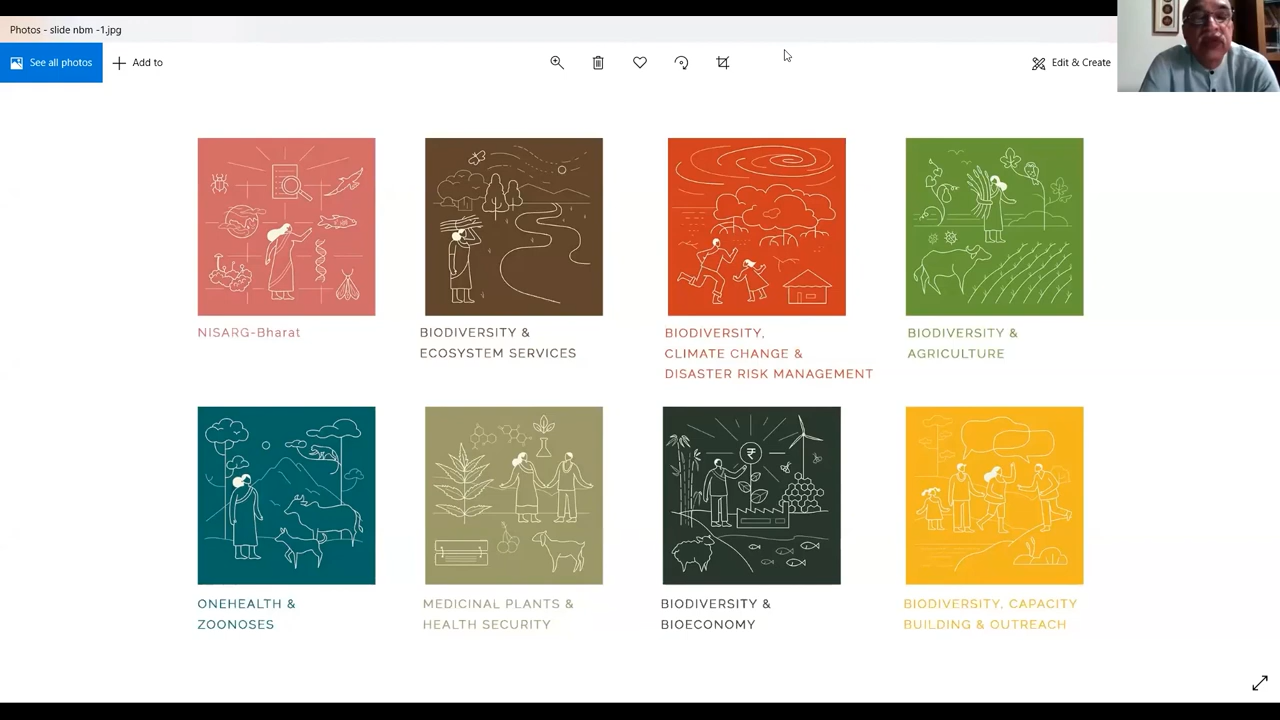 Photos - slide nbm -1.jpg
See all photos
Add to
Edit & Create
NISARG-Bharat
BIODIVERSITY &
ECOSYSTEM SERVICES
BIODIVERSITY,
CLIMATE CHANGE &
DISASTER RISK MANAGEMENT
BIODIVERSITY &
AGRICULTURE
₹
ONEHEALTH &
ZOONOSES
MEDICINAL PLANTS &
HEALTH SECURITY
BIODIVERSITY &
BIOECONOMY
BIODIVERSITY, CAPACITY
BUILDING & OUTREACH